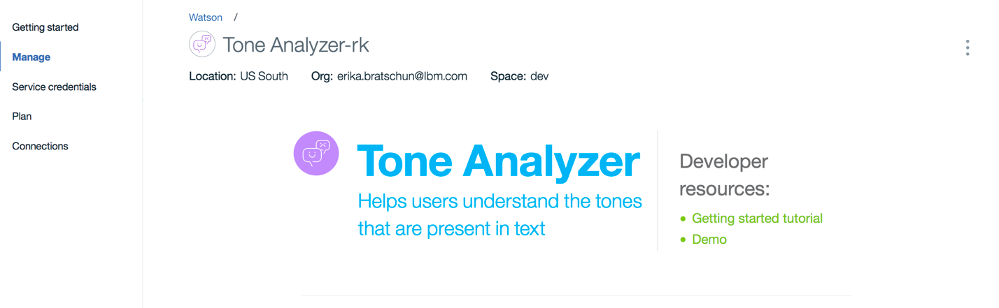 Getting started
Manage
Service credentials
Plan
Connections
Watson /
Tone Analyzer-rk
Location: US South Org: erika.bratschun@lbm.com Space: dev
Tone Analyzer
Helps users understand the tones
that are present in text
Developer
resources:
• Getting started tutorial
• Demo